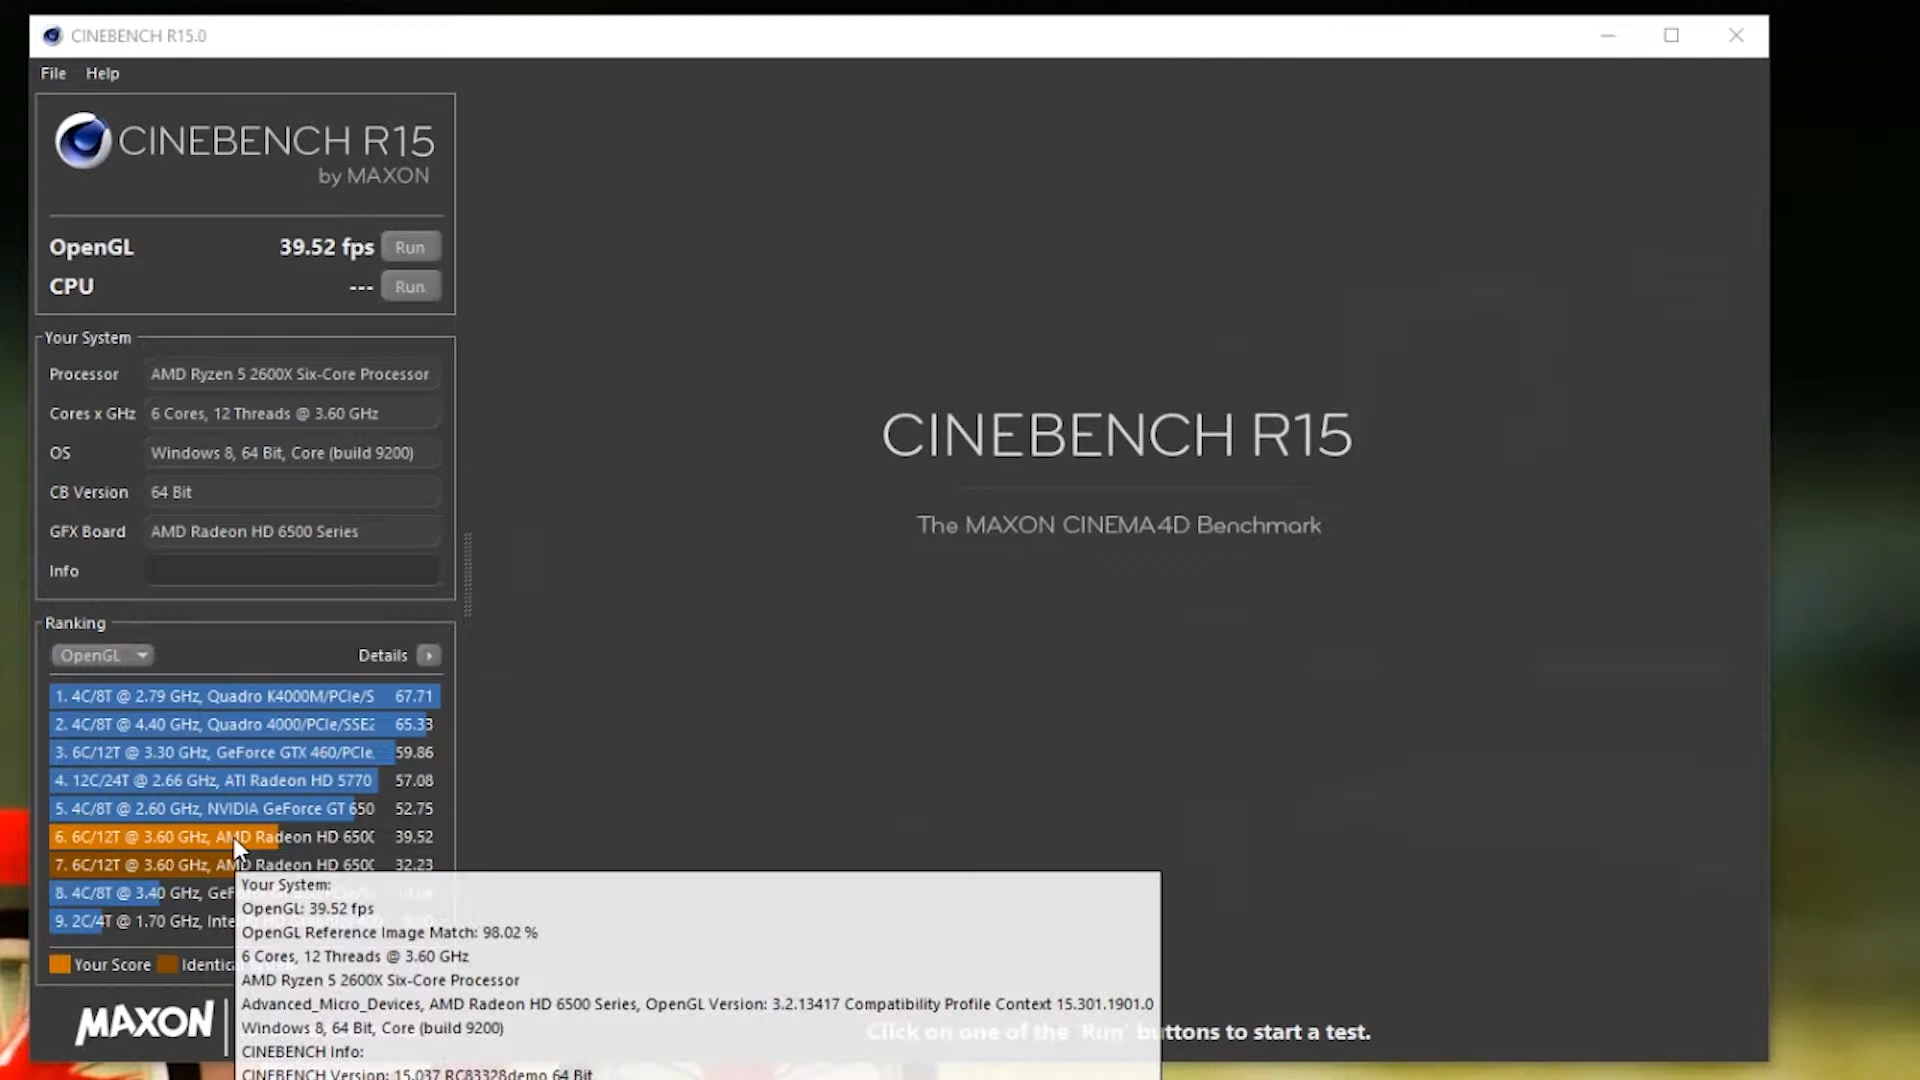 CINEBENCH R15.0
File Help
CINEBENCH R15
by MAXON
OpenGL 39.52 fps Run
CPU --- Run
Your System
Processor AMD Ryzen 5 2600X Six-Core Processor
Cores x GHz 6 Cores, 12 Threads @ 3.60 GHz
OS Windows 8, 64 Bit, Core (build 9200)
CB Version 64 Bit
GFX Board AMD Radeon HD 6500 Series
Info
Ranking
OpenGL Details
1. 4C/8T @ 2.79 GHz, Quadro K4000M/PCIe/S 67.71
2. 4C/8T @ 4.40 GHz, Quadro 4000/PCIe/SSE2 65.33
3. 6C/12T @ 3.30 GHz, GeForce GTX 460/PCIe, 59.86
4. 12C/24T @ 2.66 GHz, ATI Radeon HD 5770 57.08
5. 4C/8T @ 2.60 GHz, NVIDIA GeForce GT 650 52.75
6. 6C/12T @ 3.60 GHz, AMD Radeon HD 650 39.52
7. 6C/12T @ 3.60 GHz, AMD Radeon HD 650 32.23
8. 4C/8T @ 3.40 GHz, GeF
9. 2C/4T @ 1.70 GHz, Inte
Your Score Identic
MAXON
Your System:
OpenGL: 39.52 fps
OpenGL Reference Image Match: 98.02 %
6 Cores, 12 Threads @ 3.60 GHz
AMD Ryzen 5 2600X Six-Core Processor
Advanced_Micro_Devices, AMD Radeon HD 6500 Series, OpenGL Version: 3.2.13417 Compatibility Profile Context 15.301.1901.0
Windows 8, 64 Bit, Core (build 9200)
CINEBENCH Info:
CINEBENCH Version: 15.037 RC83328demo 64 Bit
CINEBENCH R15
The MAXON CINEMA4D Benchmark
Click on one of the 'Run' buttons to start a test.